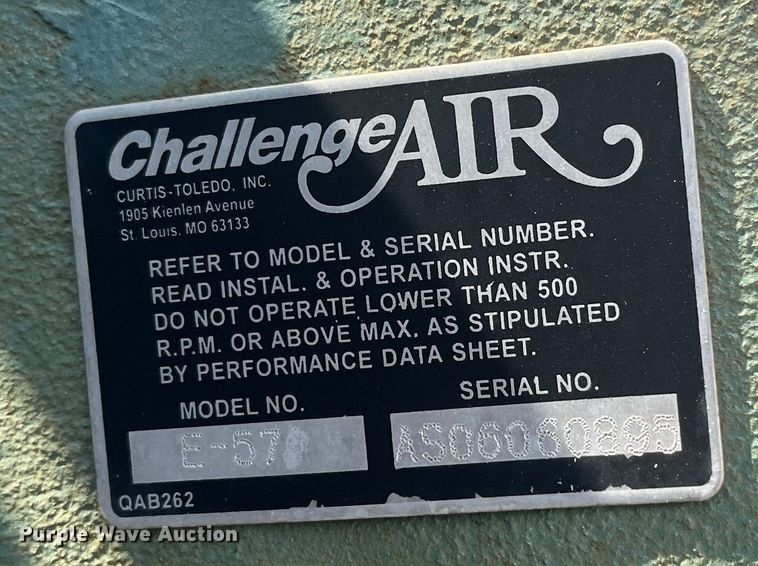 ChallengeAIR
CURTIS-TOLEDO, INC.
1905 Kienlen Avenue
St. Louis, MO 63133
REFER TO MODEL & SERIAL NUMBER.
READ INSTAL. & OPERATION INSTR.
DO NOT OPERATE LOWER THAN 500
R.P.M. OR ABOVE MAX. AS STIPULATED
BY PERFORMANCE DATA SHEET.
MODEL NO. SERIAL NO.
E-57 AS06060895
QAB262
Purple Wave Auction